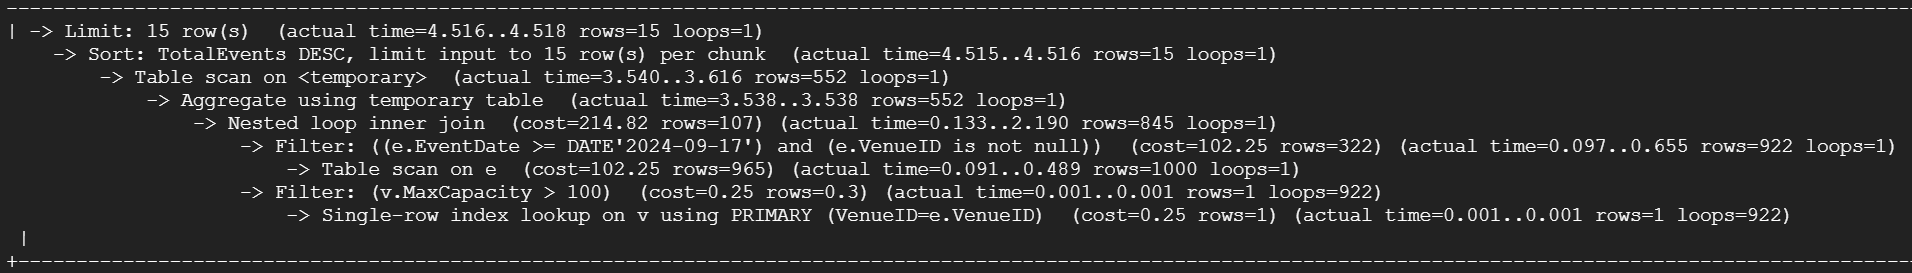 | -> Limit: 15 row(s)  (actual time=4.516..4.518 rows=15 loops=1)
    -> Sort: TotalEvents DESC, limit input to 15 row(s) per chunk  (actual time=4.515..4.516 rows=15 loops=1)
        -> Table scan on <temporary>  (actual time=3.540..3.616 rows=552 loops=1)
            -> Aggregate using temporary table  (actual time=3.538..3.538 rows=552 loops=1)
                -> Nested loop inner join  (cost=214.82 rows=107) (actual time=0.133..2.190 rows=845 loops=1)
                    -> Filter: ((e.EventDate >= DATE'2024-09-17') and (e.VenueID is not null))  (cost=102.25 rows=322) (actual time=0.097..0.655 rows=922 loops=1)
                        -> Table scan on e  (cost=102.25 rows=965) (actual time=0.091..0.489 rows=1000 loops=1)
                    -> Filter: (v.MaxCapacity > 100)  (cost=0.25 rows=0.3) (actual time=0.001..0.001 rows=1 loops=922)
                        -> Single-row index lookup on v using PRIMARY (VenueID=e.VenueID)  (cost=0.25 rows=1) (actual time=0.001..0.001 rows=1 loops=922)
 |